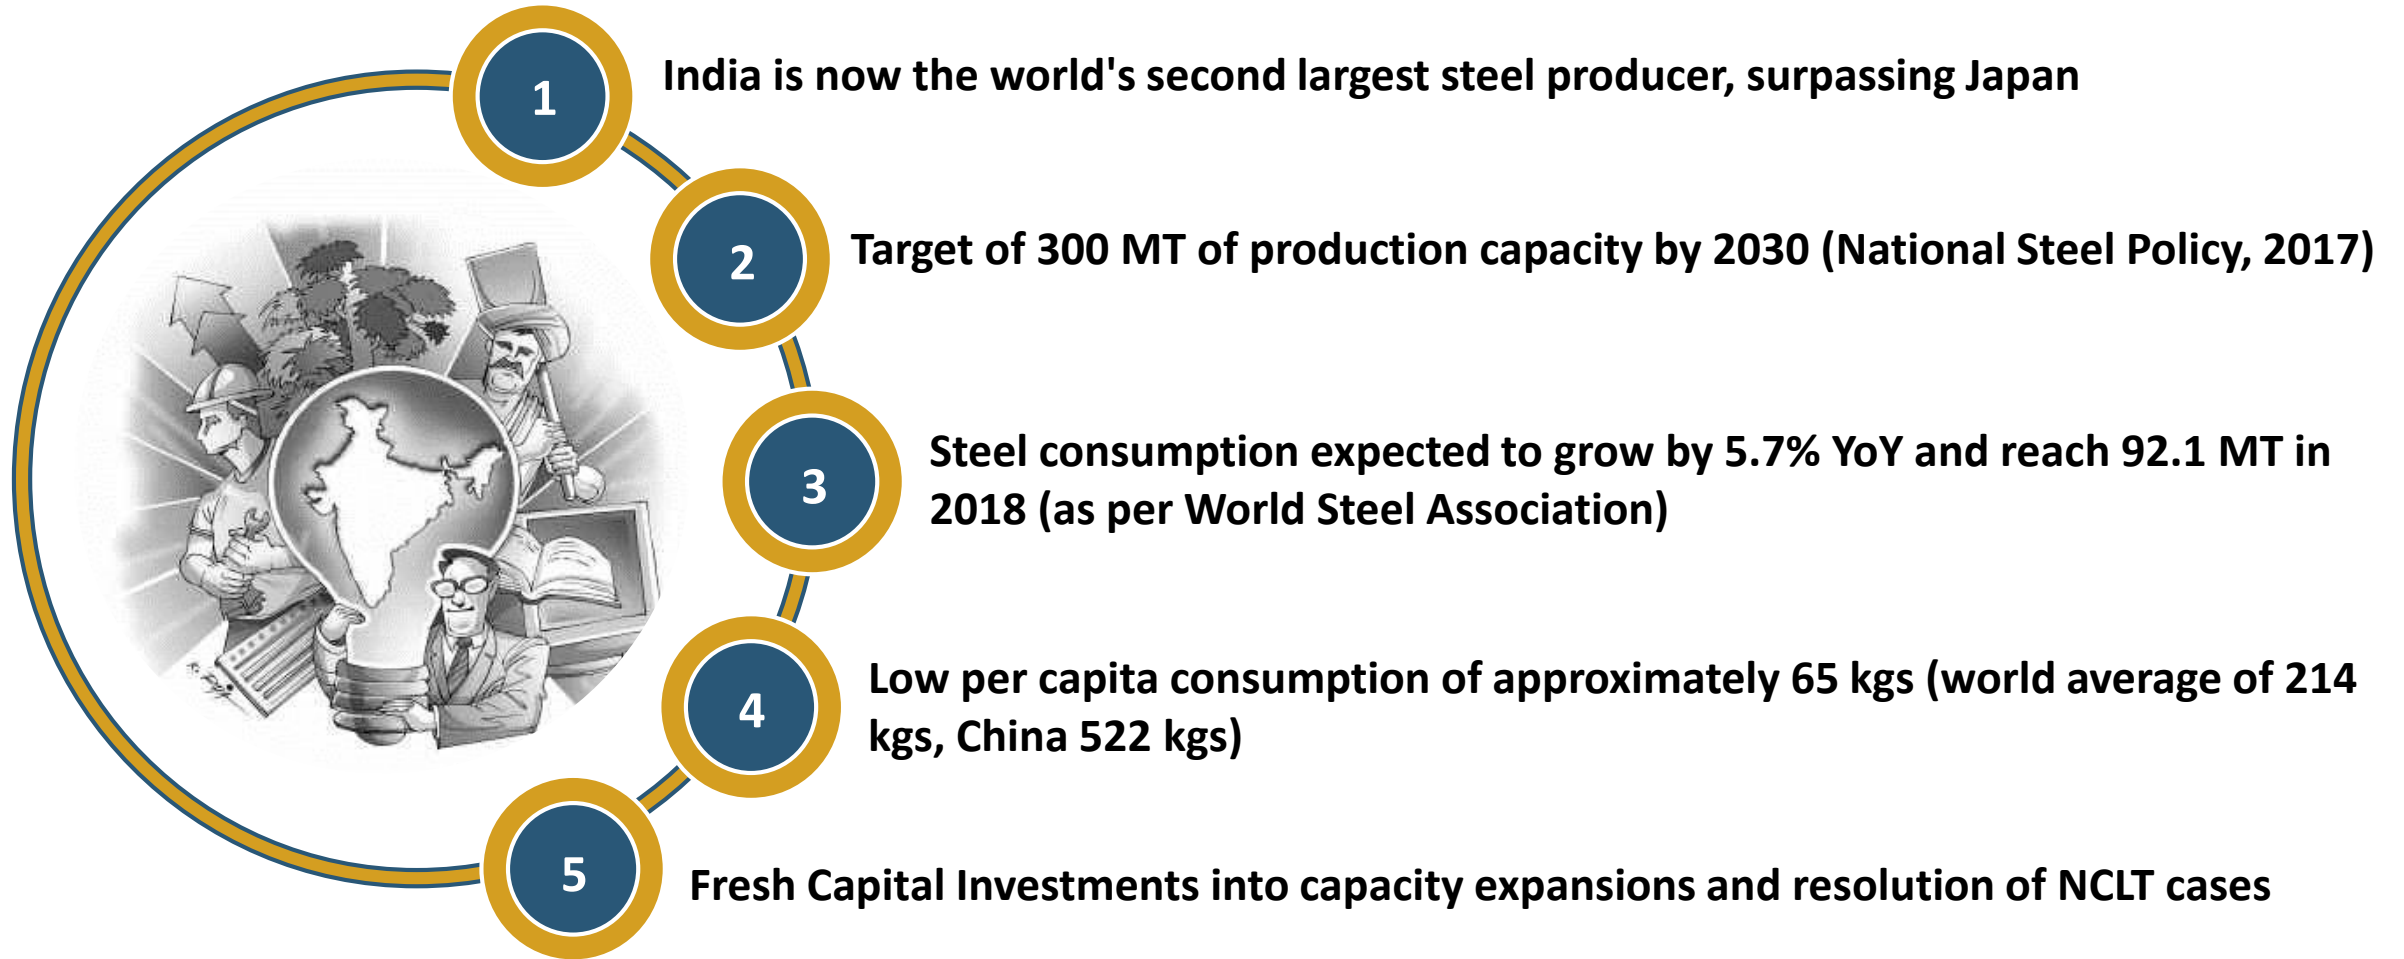 1
India is now the world's second largest steel producer, surpassing Japan
2
Target of 300 MT of production capacity by 2030 (National Steel Policy, 2017)
3
Steel consumption expected to grow by 5.7% YoY and reach 92.1 MT in
2018 (as per World Steel Association)
4
Low per capita consumption of approximately 65 kgs (world average of 214
kgs, China 522 kgs)
5
Fresh Capital Investments into capacity expansions and resolution of NCLT cases